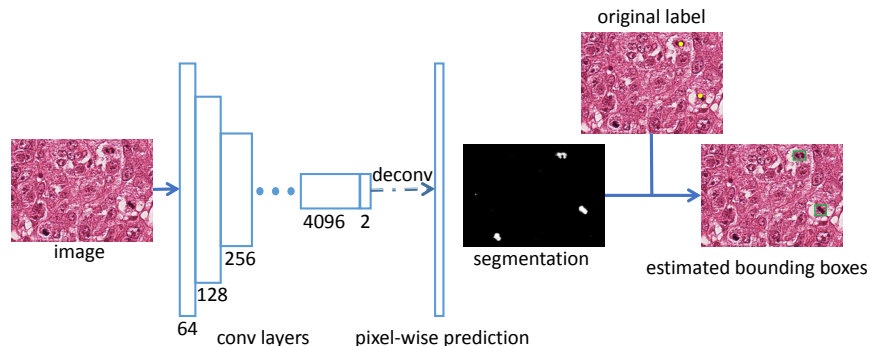 original label
deconv
4096
2
image
256
segmentation
estimated bounding boxes
128
64
conv layers
pixel-wise prediction